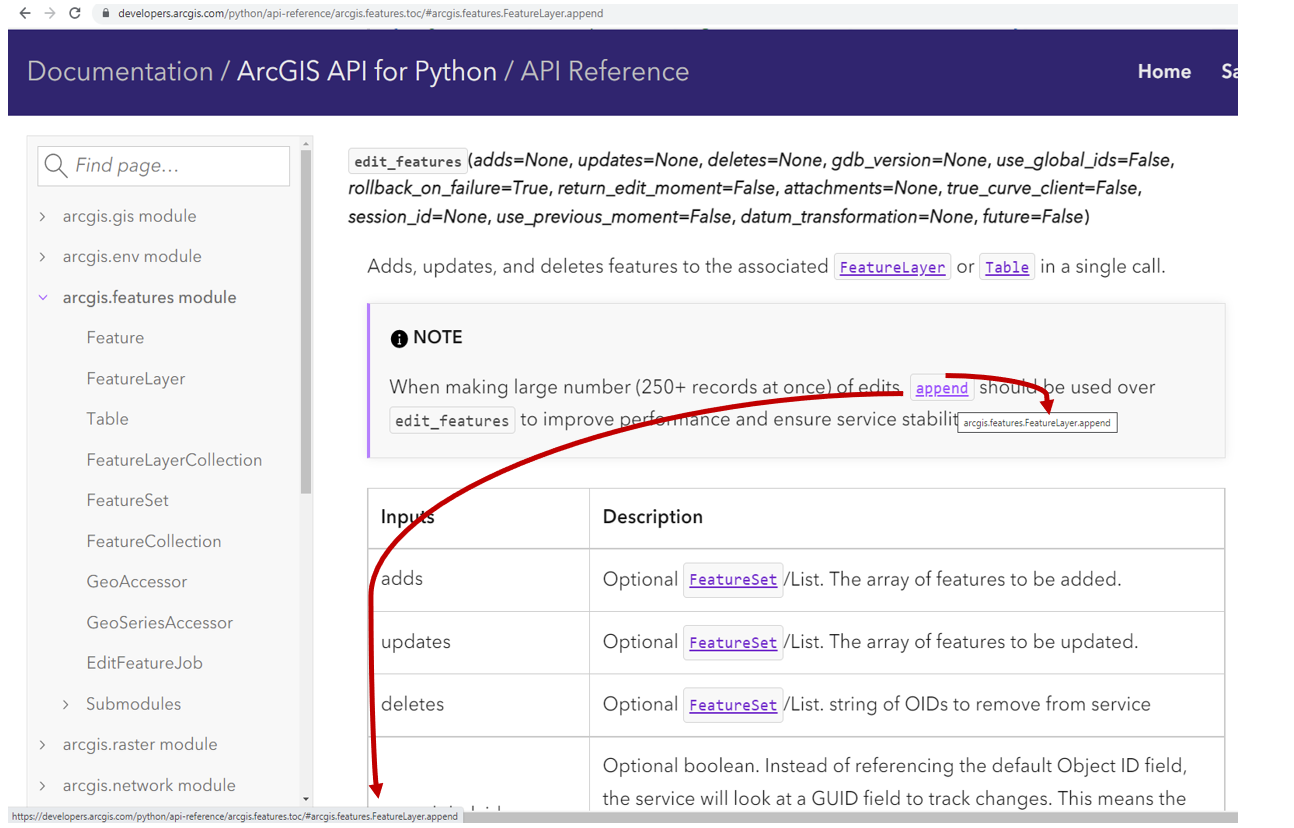 developers.arcgis.com/python/api-reference/arcgis.features.toc/#arcgis.features.FeatureLayer.append
Documentation / ArcGIS API for Python / API Reference
Home Sa
Find page...
arcgis.gis module
arcgis.env module
arcgis.features module
Feature
FeatureLayer
Table
FeatureLayerCollection
FeatureSet
FeatureCollection
GeoAccessor
GeoSeriesAccessor
EditFeatureJob
Submodules
arcgis.raster module
arcgis.network module
edit_features(adds=None, updates=None, deletes=None, gdb_version=None, use_global_ids=False,
rollback_on_failure=True, return_edit_moment=False, attachments=None, true_curve_client=False,
session_id=None, use_previous_moment=False, datum_transformation=None, future=False)
Adds, updates, and deletes features to the associated FeatureLayer or Table in a single call.
NOTE
When making large number (250+ records at once) of edits, append should be used over
edit_features to improve performance and ensure service stabilit
arcgis.features.FeatureLayer.append
Inputs Description
adds Optional FeatureSet/List. The array of features to be added.
updates Optional FeatureSet/List. The array of features to be updated.
deletes Optional FeatureSet/List. string of OIDs to remove from service
Optional boolean. Instead of referencing the default Object ID field,
the service will look at a GUID field to track changes. This means the
https://developers.arcgis.com/python/api-reference/arcgis.features.toc/#arcgis.features.FeatureLayer.append